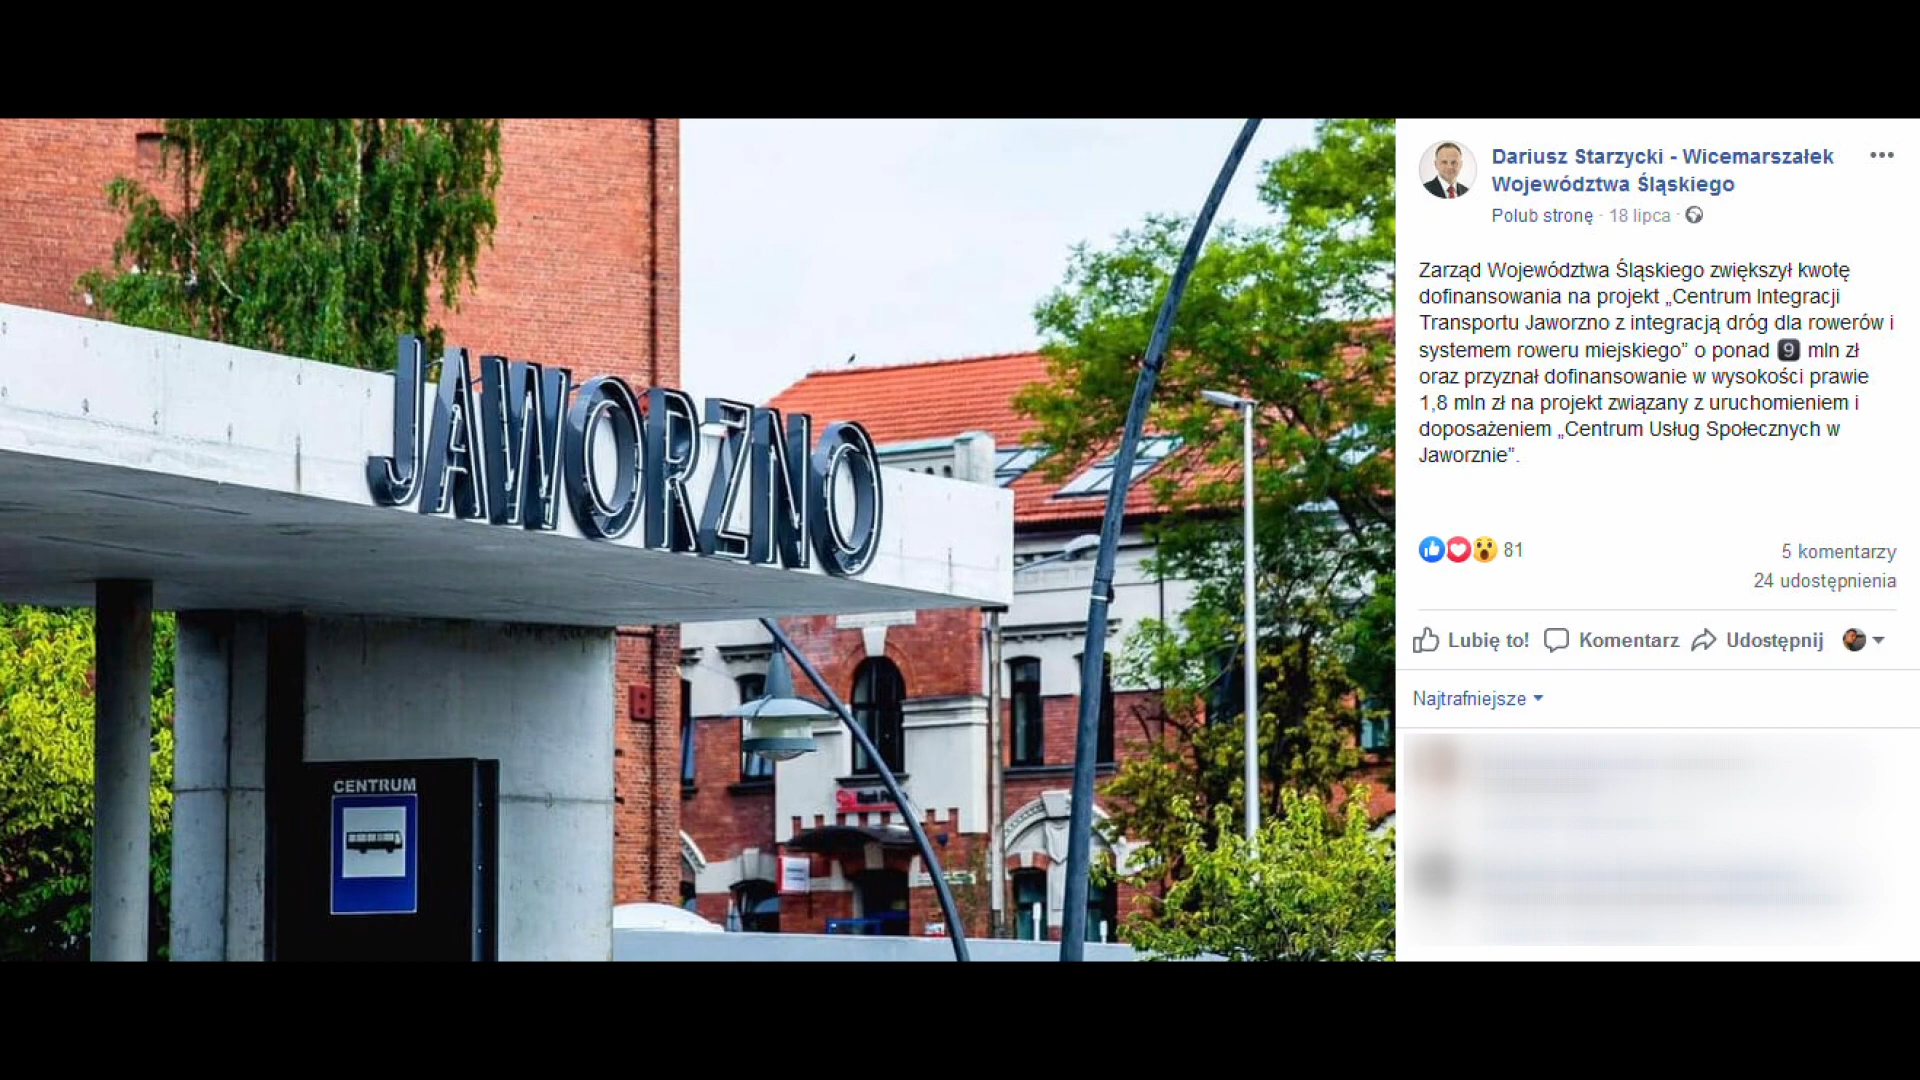 JAWORZNO
CENTRUM
Dariusz Starzycki - Wicemarszałek
Województwa Śląskiego
Polub stronę · 18 lipca ·
Zarząd Województwa Śląskiego zwiększył kwotę
dofinansowania na projekt „Centrum Integracji
Transportu Jaworzno z integracją dróg dla rowerów i
systemem roweru miejskiego” o ponad 9 mln zł
oraz przyznał dofinansowanie w wysokości prawie
1,8 mln zł na projekt związany z uruchomieniem i
doposażeniem „Centrum Usług Społecznych w
Jaworznie”.
81
5 komentarzy
24 udostępnienia
Lubię to! Komentarz Udostępnij
Najtrafniejsze